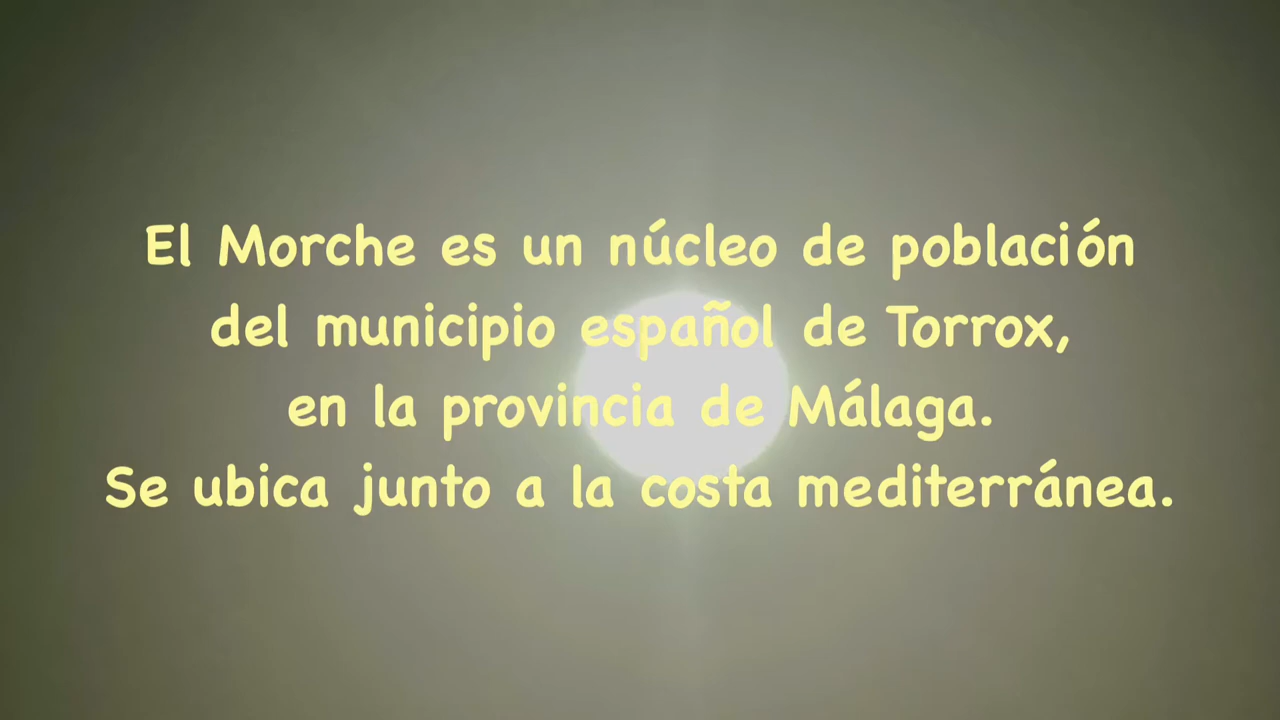 El Morche es un núcleo de población
del municipio español de Torrox,
en la provincia de Málaga.
Se ubica junto a la costa mediterránea.